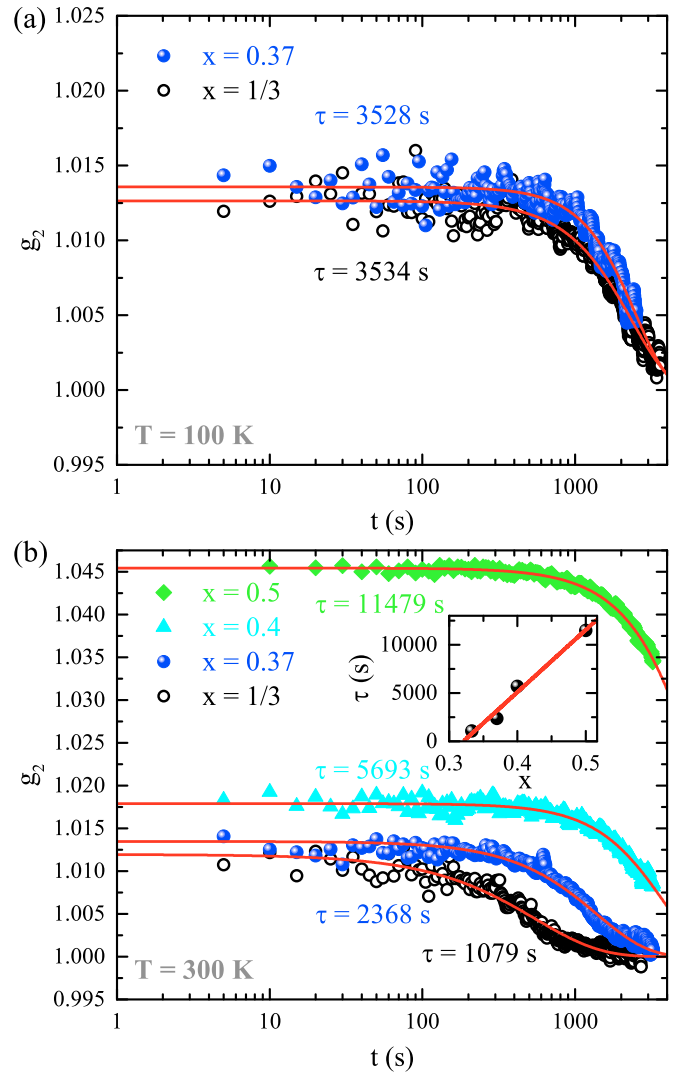 (a)
1.025
1.020
1.015
1.010
1.005
1.000
0.995
g₂
x = 0.37
x = 1/3
τ = 3528 s
τ = 3534 s
T = 100 K
1 10 100 1000
t (s)
(b)
1.045
1.040
1.035
1.030
1.025
1.020
1.015
1.010
1.005
1.000
0.995
g₂
x = 0.5
x = 0.4
x = 0.37
x = 1/3
τ = 11479 s
10000
5000
0
τ (s)
0.3 0.4 0.5
x
τ = 5693 s
τ = 2368 s
τ = 1079 s
T = 300 K
1 10 100 1000
t (s)